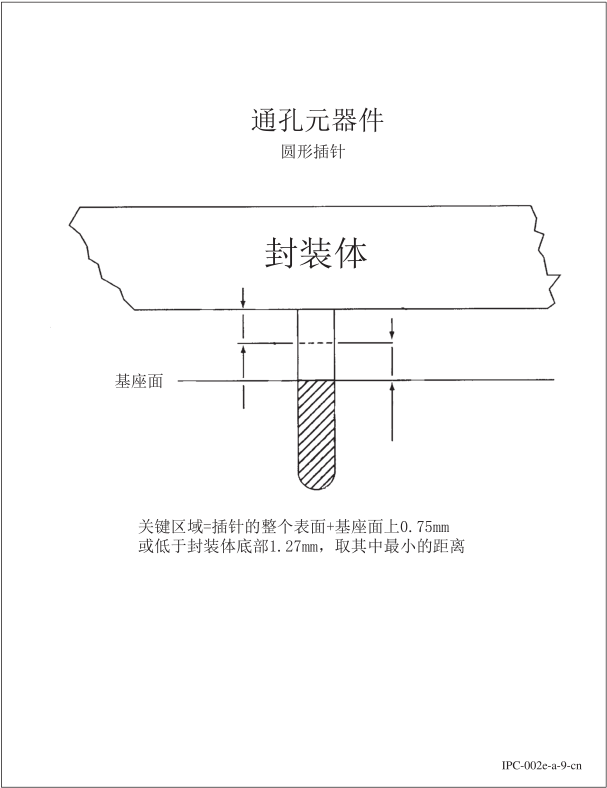 通孔元器件
圆形插针
封装体
基座面
关键区域=插针的整个表面+基座面上0.75mm
或低于封装体底部1.27mm，取其中最小的距离
IPC-002e-a-9-cn